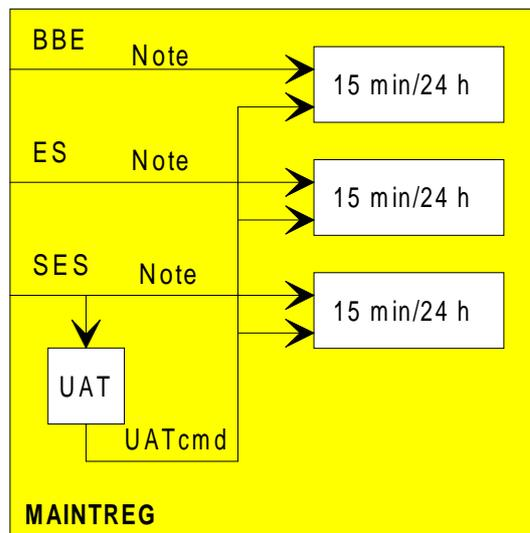 BBE
Note
15 min/24 h
ES
Note
15 min/24 h
SES
Note
15 min/24 h
UAT
UATcmd
MAINTREG